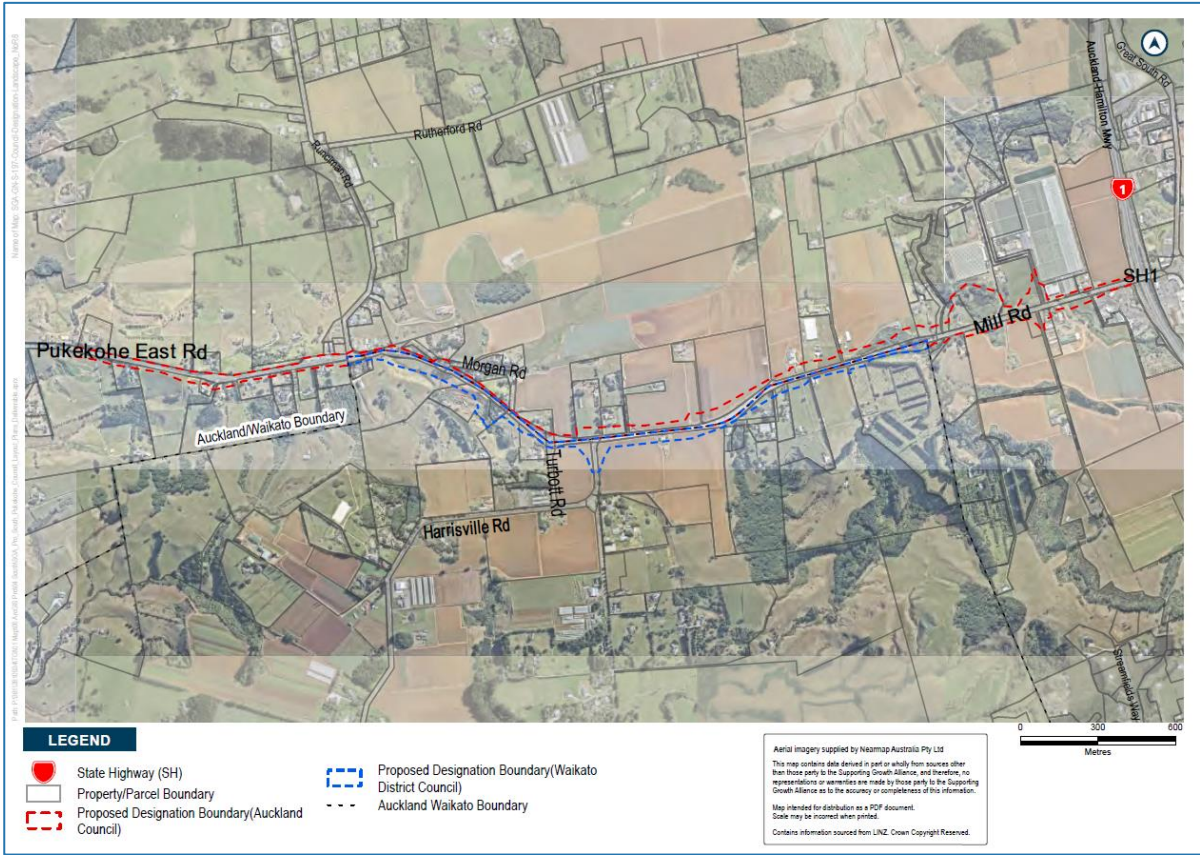 Great South Rd
Auckland-Hamilton Mwy
Rutherford Rd
Runciman Rd
1
SH1
Mill Rd
Pukekohe East Rd
Morgan Rd
Auckland/Waikato Boundary
Turbott Rd
Harrisville Rd
Streamfields Way
LEGEND
State Highway (SH)
Property/Parcel Boundary
Proposed Designation Boundary(Auckland
Council)
Proposed Designation Boundary(Waikato
District Council)
Auckland Waikato Boundary
Aerial imagery supplied by Nearmap Australia Pty Ltd
This map contains data derived in part or wholly from sources other
than those party to the Supporting Growth Alliance, and therefore, no
representations or warranties are made by those party to the Supporting
Growth Alliance as to the accuracy or completeness of this information.
Map intended for distribution as a PDF document.
Scale may be incorrect when printed.
Contains information sourced from LINZ. Crown Copyright Reserved.
0 300 600
Metres